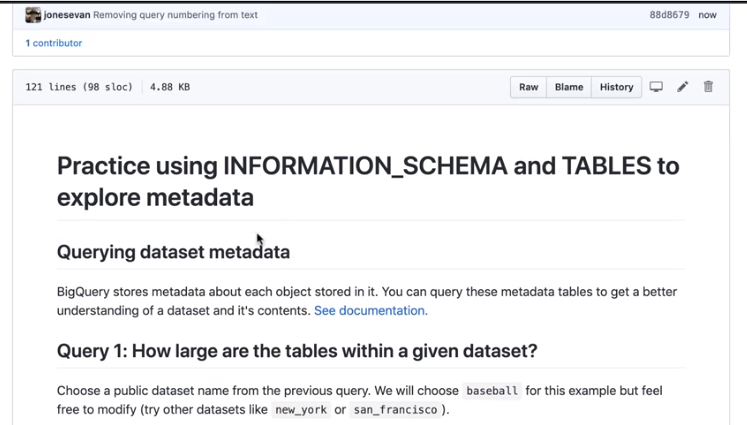 jonesevan Removing query numbering from text 88d8679 now
1 contributor
121 lines (98 sloc) 4.88 KB Raw Blame History
Practice using INFORMATION_SCHEMA and TABLES to
explore metadata
Querying dataset metadata
BigQuery stores metadata about each object stored in it. You can query these metadata tables to get a better
understanding of a dataset and it's contents. See documentation.
Query 1: How large are the tables within a given dataset?
Choose a public dataset name from the previous query. We will choose baseball for this example but feel
free to modify (try other datasets like new_york or san_francisco ).